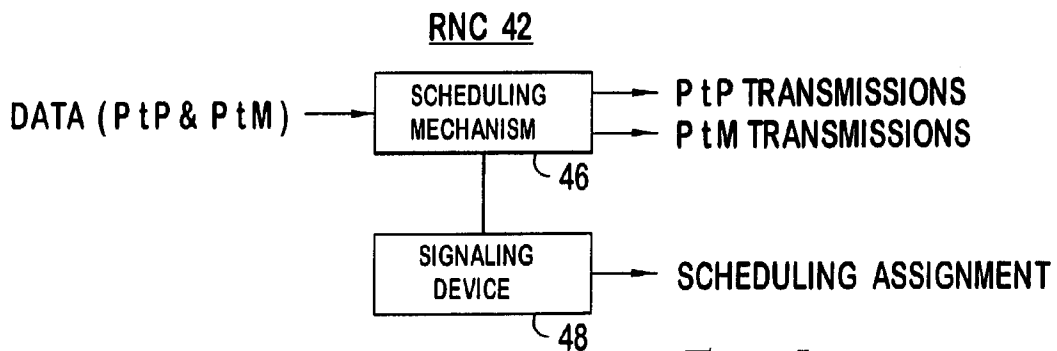 RNC 42
DATA (PtP & PtM)
SCHEDULING
MECHANISM
PtP TRANSMISSIONS
PtM TRANSMISSIONS
46
SIGNALING
DEVICE
SCHEDULING ASSIGNMENT
48